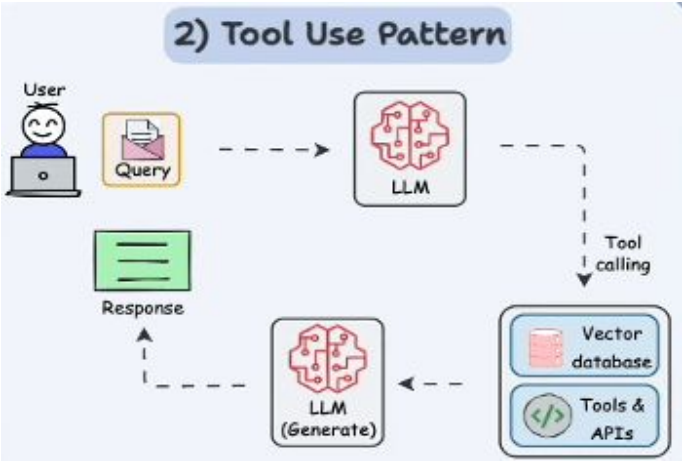 2) Tool Use Pattern
User
Query
LLM
Tool
calling
Response
LLM
(Generate)
Vector
database
Tools &
APIs